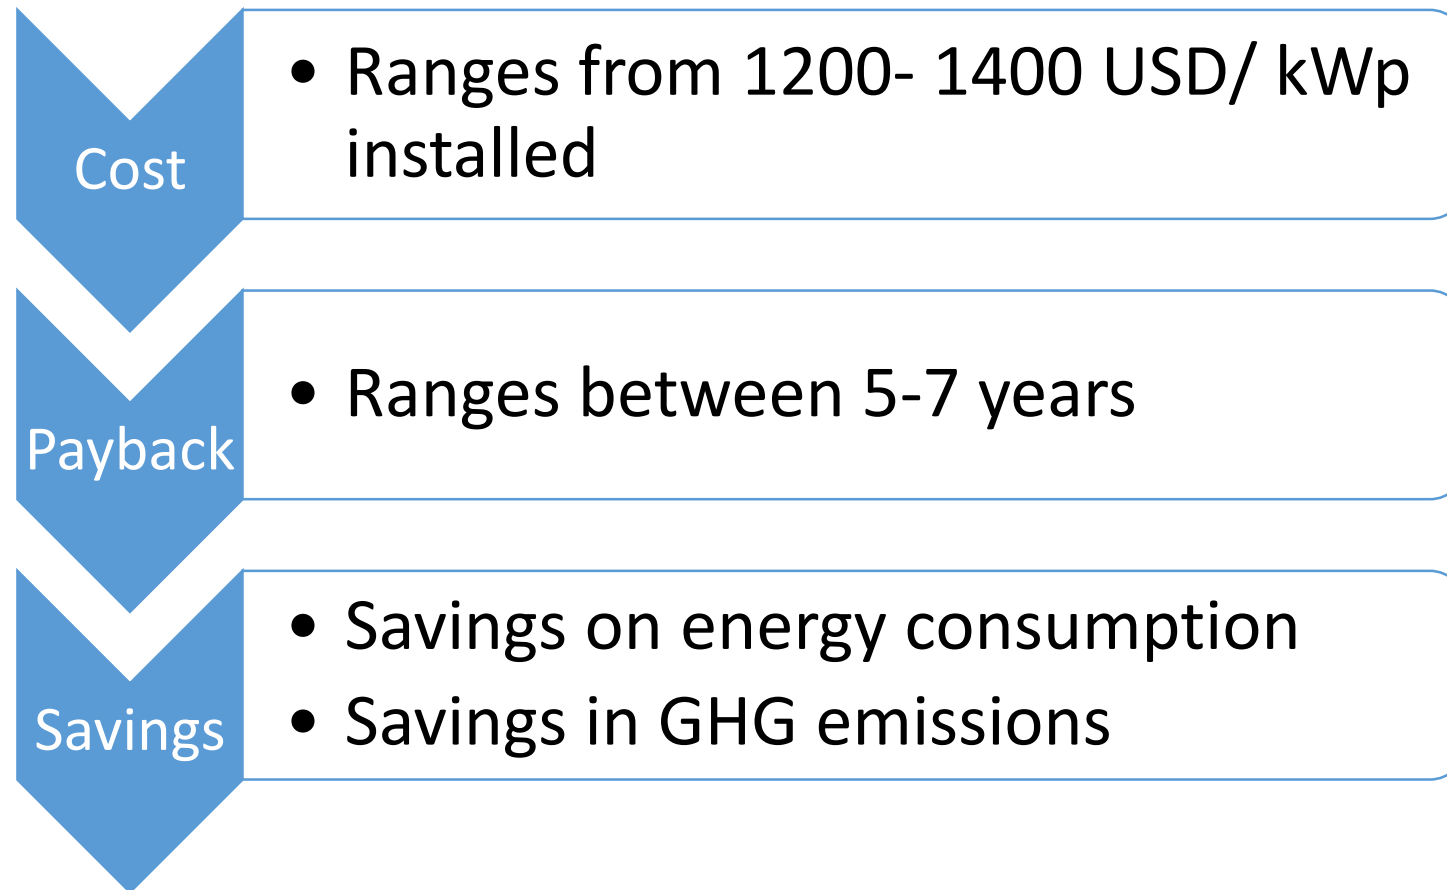 Cost
• Ranges from 1200- 1400 USD/ kWp
installed
Payback
• Ranges between 5-7 years
Savings
• Savings on energy consumption
• Savings in GHG emissions